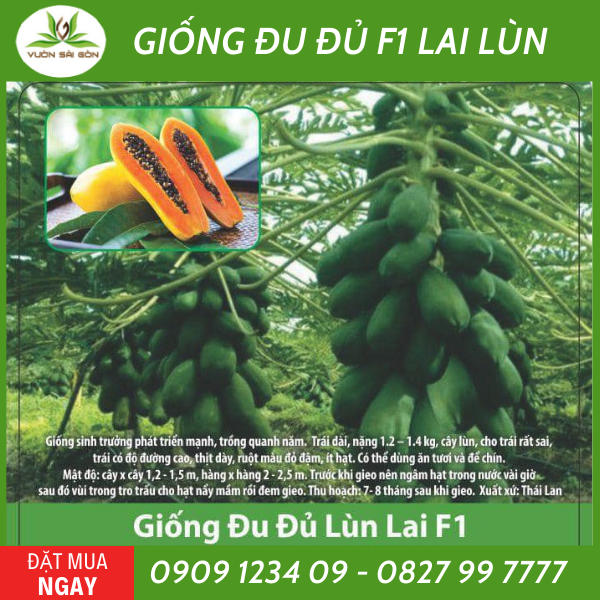 VƯỜN SÀI GÒN
GIỐNG ĐU ĐỦ F1 LAI LÙN
Giống sinh trưởng phát triển mạnh, trồng quanh năm. Trái dài, nặng 1.2 – 1.4 kg, cây lùn, cho trái rất sai,
trái có độ đường cao, thịt dày, ruột màu đỏ đậm, ít hạt. Có thể dùng ăn tươi và để chín.
Mật độ: cây x cây 1,2 - 1,5 m, hàng x hàng 2 - 2,5 m. Trước khi gieo nên ngâm hạt trong nước vài giờ
sau đó vùi trong tro trấu cho hạt nẩy mầm rồi đem gieo. Thu hoạch: 7- 8 tháng sau khi gieo. Xuất xứ: Thái Lan
Giống Đu Đủ Lùn Lai F1
ĐẶT MUA
NGAY
0909 1234 09 - 0827 99 7777